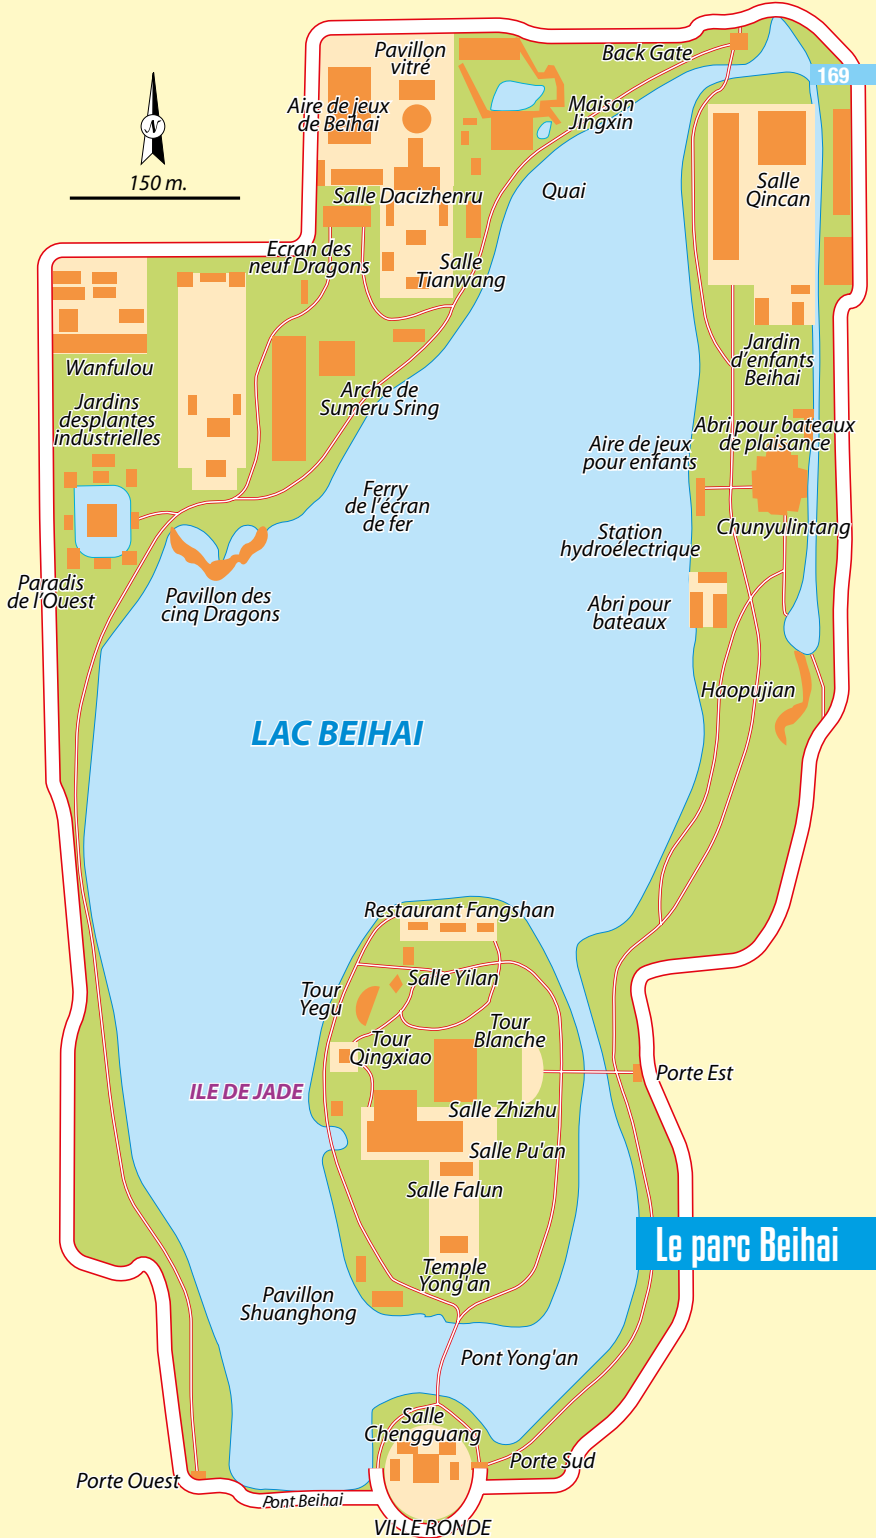 Pavillon
vitré
Back Gate
169
Aire de jeux
de Beihai
Maison
Jingxin
N
150 m.
Quai
Salle
Qincan
Salle Dacizhenru
Ecran des
neuf Dragons
Salle
Tianwang
Wanfulou
Jardin
d'enfants
Beihai
Arche de
Sumeru Sring
Jardins
desplantes
industrielles
Abri pour bateaux
de plaisance
Aire de jeux
pour enfants
Ferry
de l'écran
de fer
Chunyulintang
Station
hydroélectrique
Paradis
de l'Ouest
Pavillon des
cinq Dragons
Abri pour
bateaux
Haopujian
LAC BEIHAI
Restaurant Fangshan
Salle Yilan
Tour
Yegu
Tour
Blanche
Tour
Qingxiao
Porte Est
ILE DE JADE
Salle Zhizhu
Salle Pu'an
Salle Falun
Le parc Beihai
Temple
Yong'an
Pavillon
Shuanghong
Pont Yong'an
Salle
Chengguang
Porte Sud
Porte Ouest
Pont Beihai
VILLE RONDE